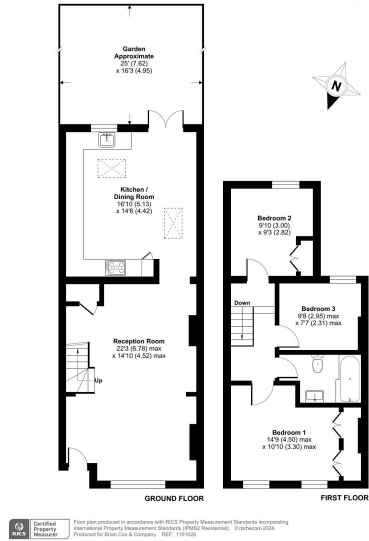 Garden
Approximate
25' (7.62)
x 16'3 (4.95)
N
Kitchen /
Dining Room
16'10 (5.13)
x 14'6 (4.42)
Bedroom 2
9'10 (3.00)
x 9'3 (2.82)
Down
Bedroom 3
9'8 (2.95) max
x 7'7 (2.31) max
Reception Room
22'3 (6.78) max
x 14'10 (4.52) max
Up
Bedroom 1
14'9 (4.50) max
x 10'10 (3.30) max
GROUND FLOOR
FIRST FLOOR
RICS
Certified
Property
Measurer
Floor plan produced in accordance with RICS Property Measurement Standards incorporating
International Property Measurement Standards (IPMS2 Residential). ©nichecom 2024.
Produced for Brian Cox & Company. REF: 1191028